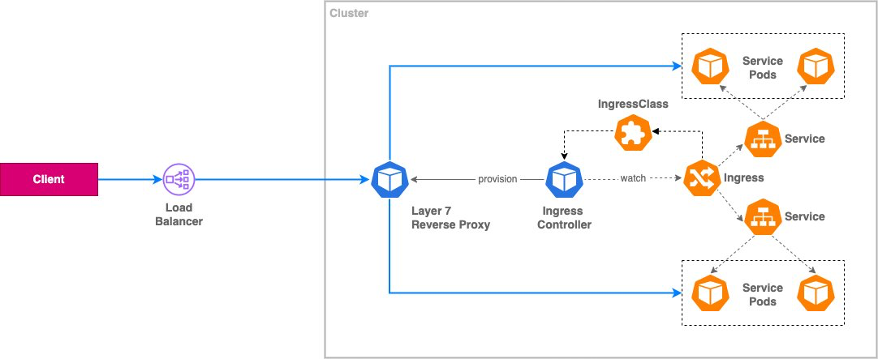 Cluster
Client
Load
Balancer
Layer 7
Reverse Proxy
provision
Ingress
Controller
watch
IngressClass
Ingress
Service
Pods
Service
Service
Service
Pods